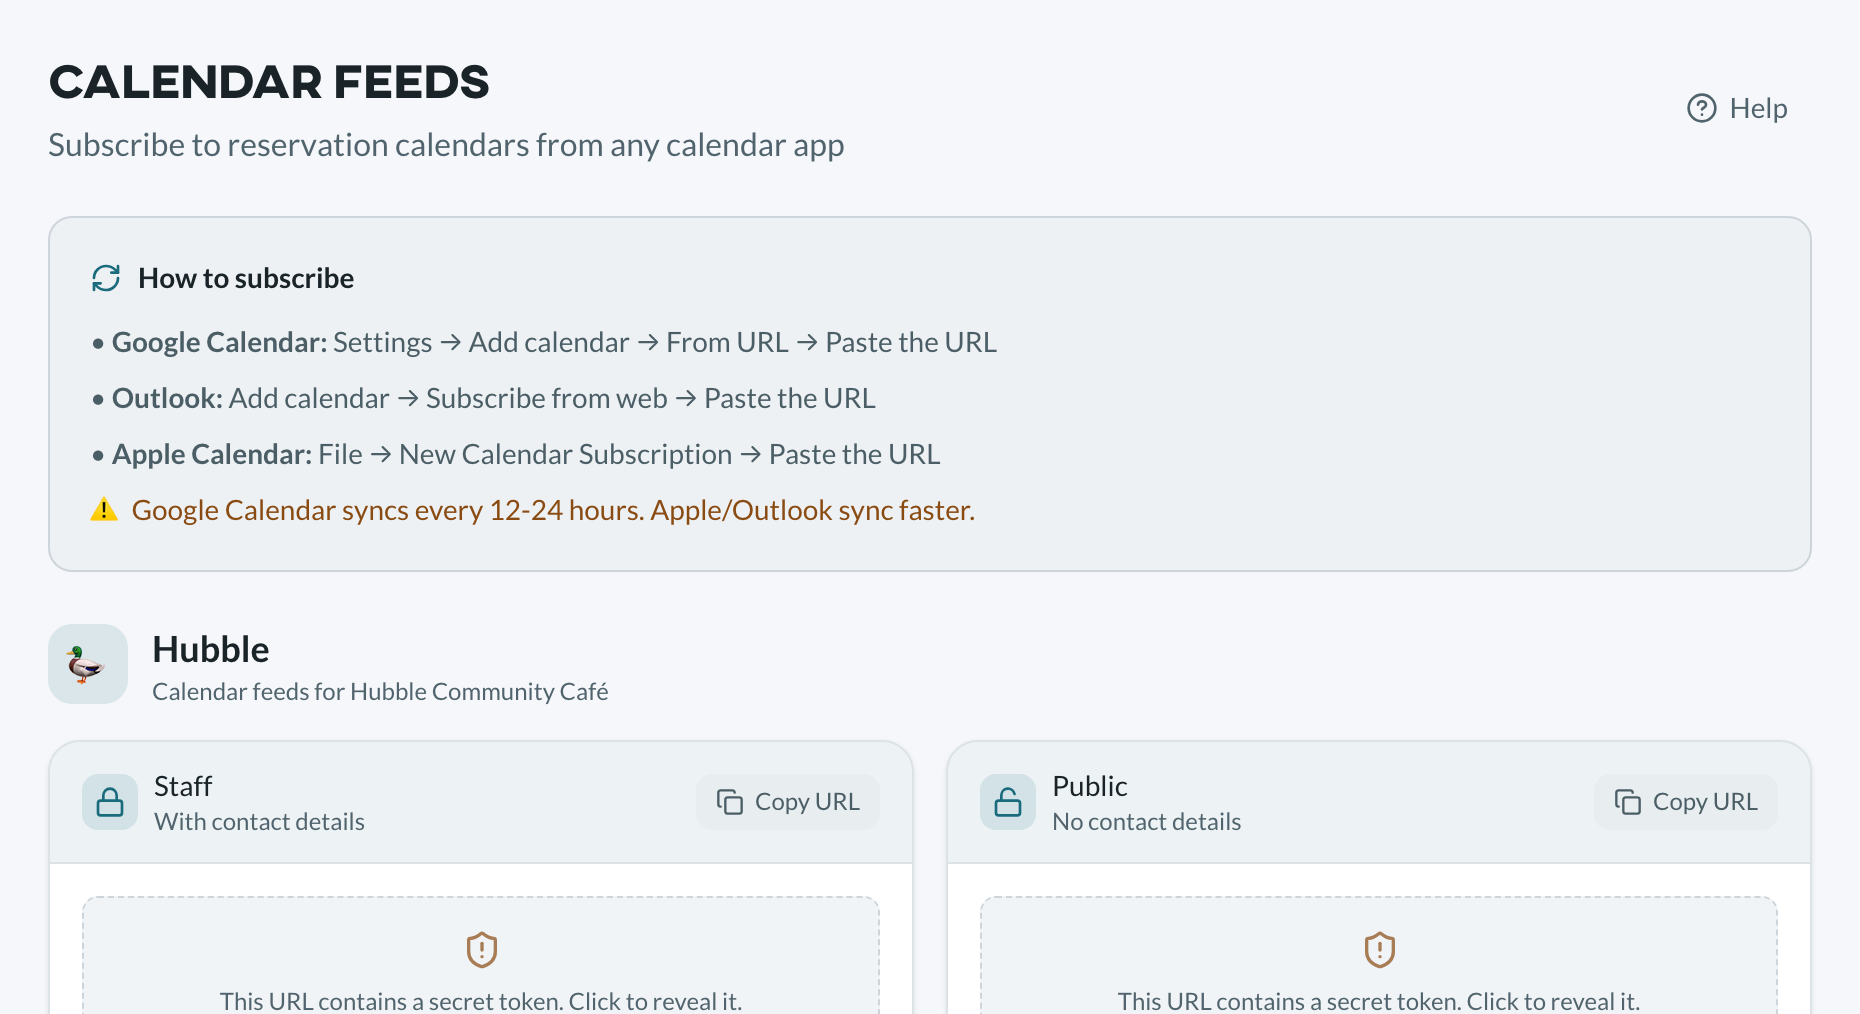 CALENDAR FEEDS
Subscribe to reservation calendars from any calendar app
Help
How to subscribe
• Google Calendar: Settings → Add calendar → From URL → Paste the URL
• Outlook: Add calendar → Subscribe from web → Paste the URL
• Apple Calendar: File → New Calendar Subscription → Paste the URL
⚠️ Google Calendar syncs every 12-24 hours. Apple/Outlook sync faster.
Hubble
Calendar feeds for Hubble Community Café
Staff
With contact details
Copy URL
This URL contains a secret token. Click to reveal it.
Public
No contact details
Copy URL
This URL contains a secret token. Click to reveal it.